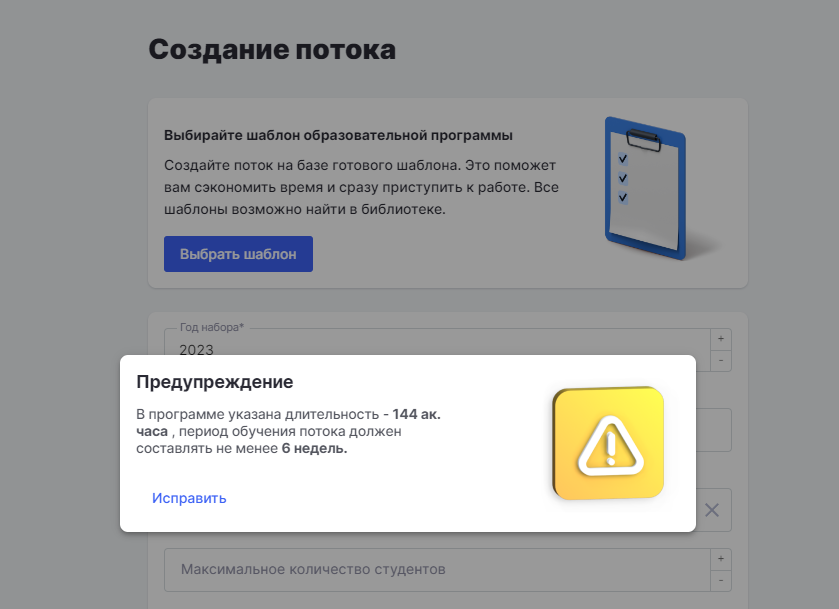 Создание потока
Выбирайте шаблон образовательной программы
Создайте поток на базе готового шаблона. Это поможет
вам сэкономить время и сразу приступить к работе. Все
шаблоны возможно найти в библиотеке.
Выбрать шаблон
Год набора*
2023
+
-
Предупреждение
В программе указана длительность - 144 ак.
часа , период обучения потока должен
составлять не менее 6 недель.
Исправить
Максимальное количество студентов
+
-